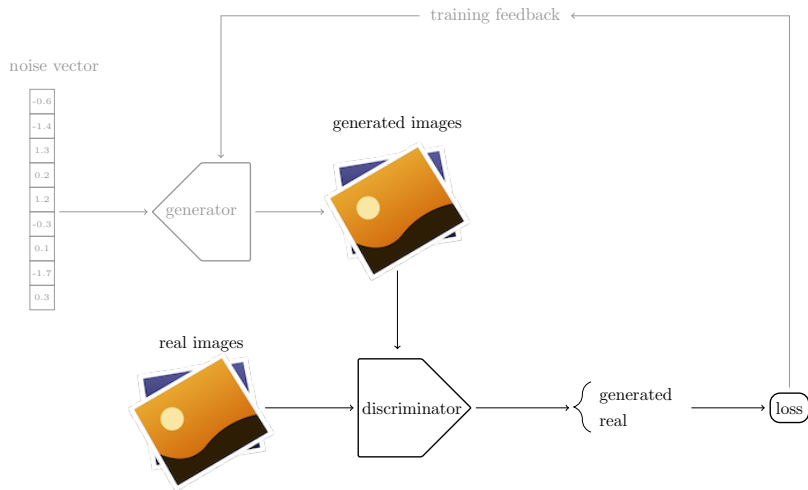 training feedback
noise vector
-0.6
-1.4
1.3
0.2
1.2
-0.3
0.1
-1.7
0.3
generator
generated images
real images
discriminator
generated
real
loss